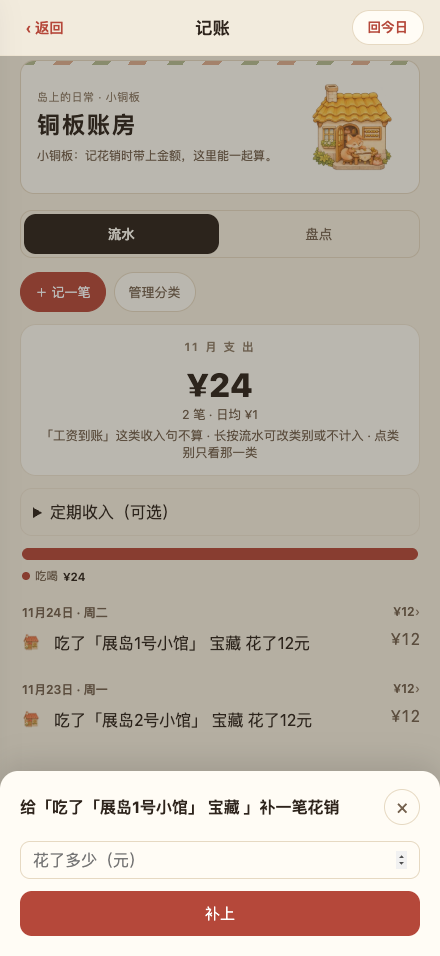 ‹ 返回
记账
回今日
岛上的日常 · 小铜板
铜板账房
小铜板：记花销时带上金额，这里能一起算。
流水
盘点
＋ 记一笔
管理分类
11 月 支 出
¥24
2 笔 · 日均 ¥1
「工资到账」这类收入句不算 · 长按流水可改类别或不计入 · 点类
别只看那一类
▶ 定期收入（可选）
吃喝 ¥24
11月24日 · 周二
¥12›
吃了「展岛1号小馆」 宝藏 花了12元
¥12
11月23日 · 周一
¥12›
吃了「展岛2号小馆」 宝藏 花了12元
¥12
给「吃了「展岛1号小馆」 宝藏 」补一笔花销
×
花了多少（元）
补上